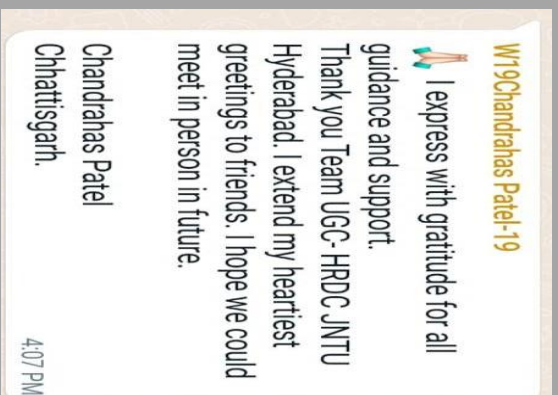 W19Chandrahas Patel-19
🙏 I express with gratitude for all
guidance and support.
Thank you Team UGC- HRDC JNTU
Hyderabad. I extend my heartiest
greetings to friends. I hope we could
meet in person in future.
Chandrahas Patel
Chhattisgarh.
4:07 PM